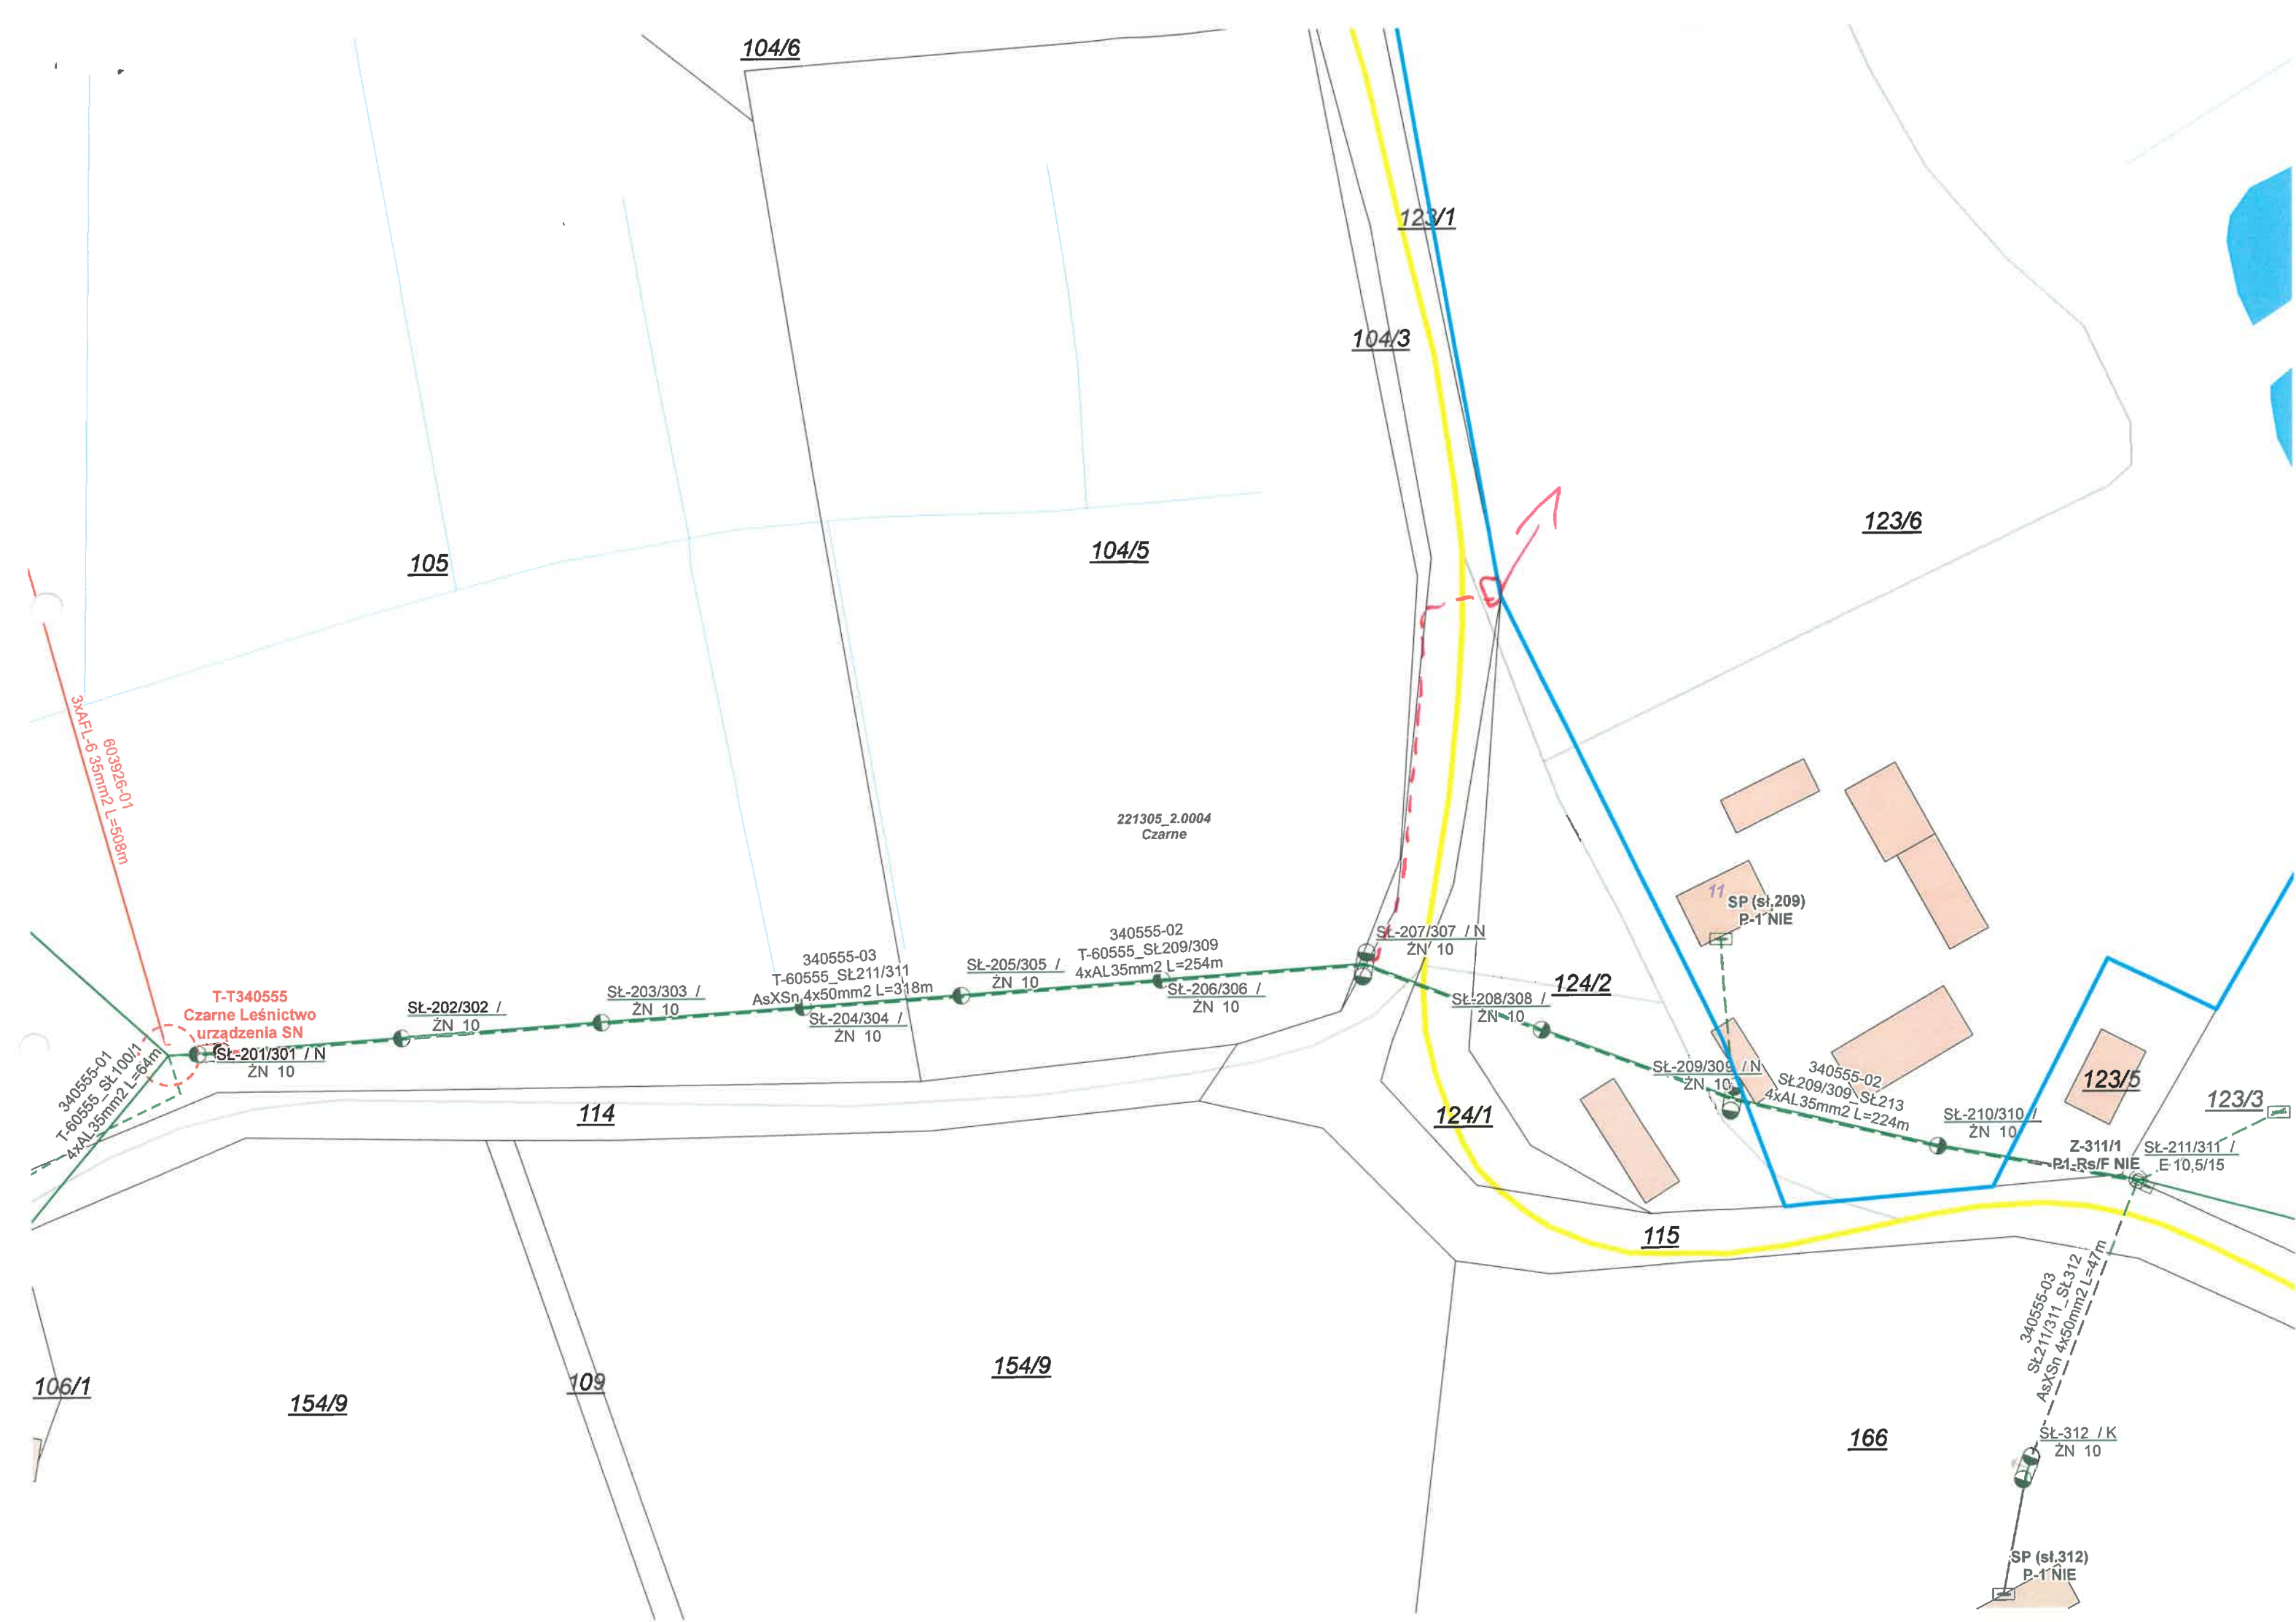 104/6
123/1
104/3
123/6
105
104/5
603926-01
3xAFL-6 35mm2 L=508m
221305_2.0004
Czarne
11
SP (sł.209)
P-1 NIE
340555-02
T-60555_SŁ209/309
4xAL35mm2 L=254m
SŁ-207/307 / N
ŻN 10
340555-03
T-60555_SŁ211/311
AsXSn 4x50mm2 L=318m
SŁ-205/305 /
ŻN 10
SŁ-206/306 /
ŻN 10
124/2
SŁ-208/308 /
ŻN 10
T-T340555
Czarne Leśnictwo
urządzenia SN
SŁ-202/302 /
ŻN 10
SŁ-203/303 /
ŻN 10
SŁ-204/304 /
ŻN 10
SŁ-201/301 / N
ŻN 10
340555-01
T-60555_SŁ100/1
4xAL35mm2 L=64m
SŁ-209/309 / N
ŻN 10
340555-02
SŁ209/309_SŁ213
4xAL35mm2 L=224m
123/5
123/3
114
124/1
SŁ-210/310 /
ŻN 10
Z-311/1
P1-Rs/F NIE
SŁ-211/311 /
E 10,5/15
115
340555-03
SŁ211/311_SŁ312
AsXSn 4x50mm2 L=47m
106/1
154/9
109
154/9
166
SŁ-312 / K
ŻN 10
SP (sł.312)
P-1 NIE